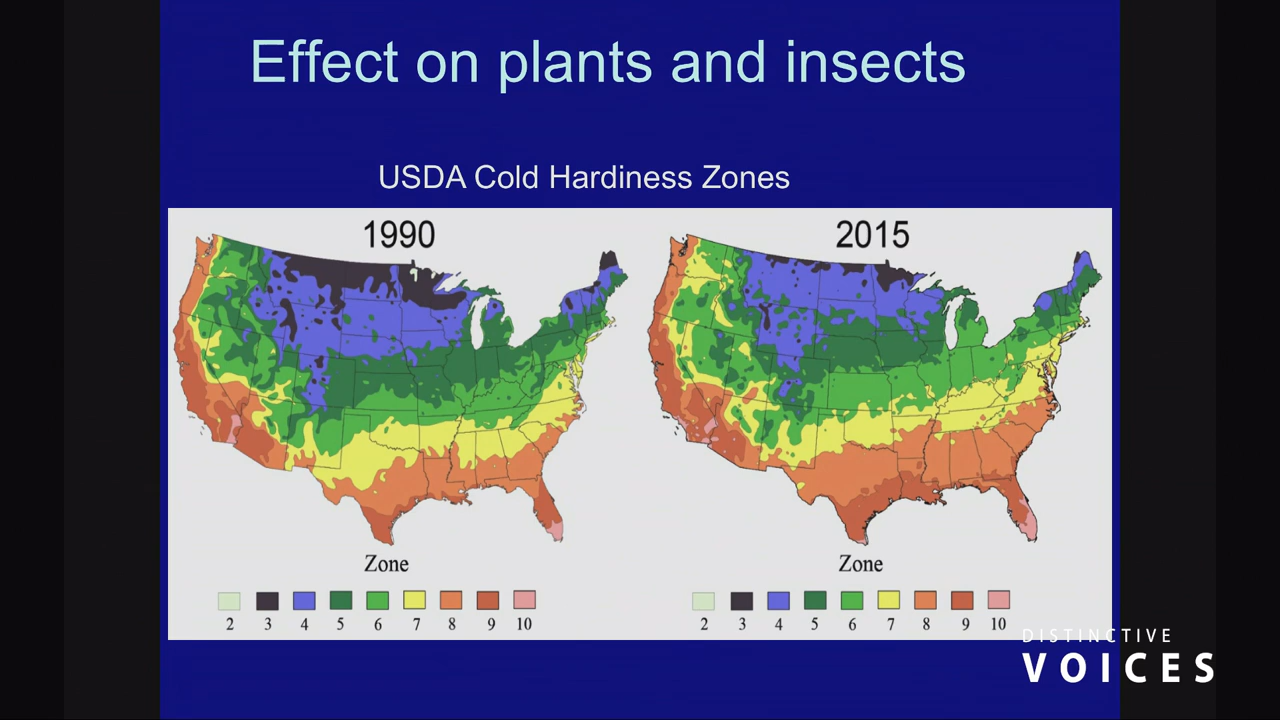 Effect on plants and insects
USDA Cold Hardiness Zones
1990
2015
Zone
2 3 4 5 6 7 8 9 10
Zone
2 3 4 5 6 7 8 9 10
DISTINCTIVE
VOICES